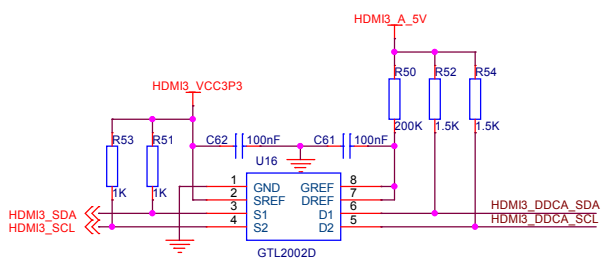 HDMI3_A_5V
R50 R52 R54
HDMI3_VCC3P3
R53 R51 C62 100nF C61 100nF 200K 1.5K 1.5K
U16
1K 1K
1 GND GREF 8
2 SREF DREF 7
HDMI3_SDA 3 S1 D1 6 HDMI3_DDCA_SDA
HDMI3_SCL 4 S2 D2 5 HDMI3_DDCA_SCL
GTL2002D